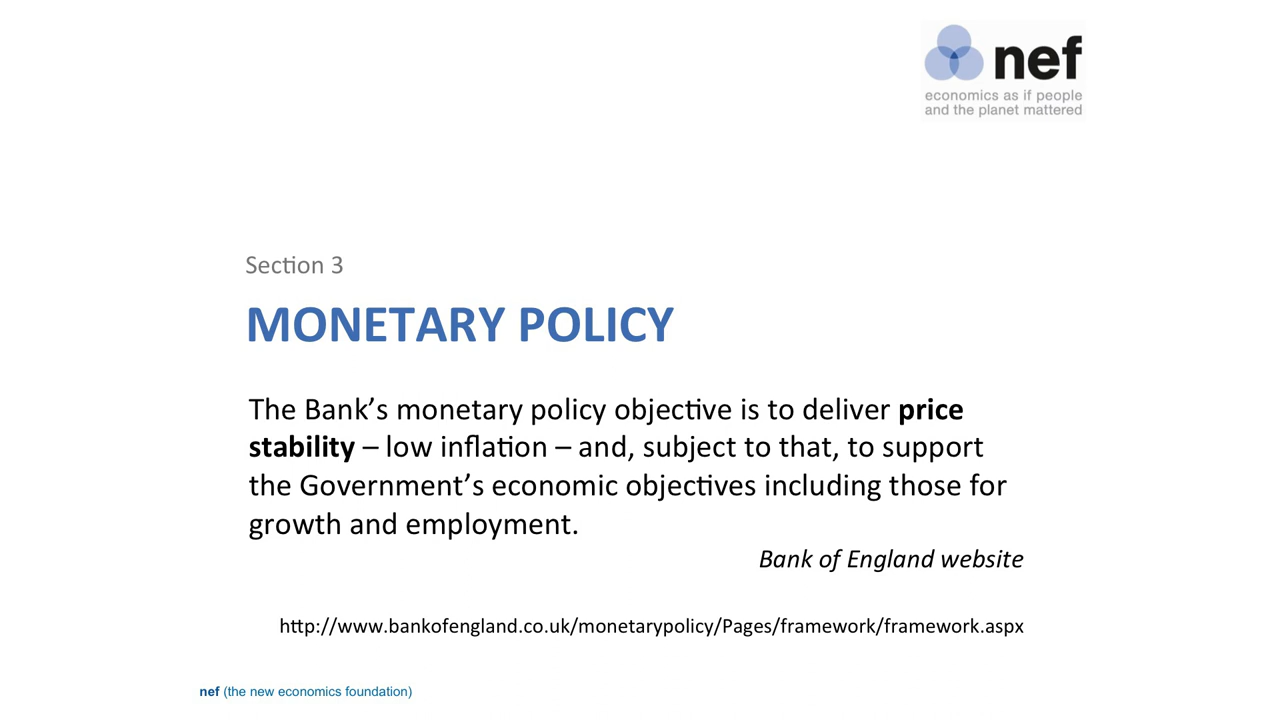 nef
economics as if people
and the planet mattered
Section 3
MONETARY POLICY
The Bank’s monetary policy objective is to deliver price
stability – low inflation – and, subject to that, to support
the Government’s economic objectives including those for
growth and employment.
Bank of England website
http://www.bankofengland.co.uk/monetarypolicy/Pages/framework/framework.aspx
nef (the new economics foundation)